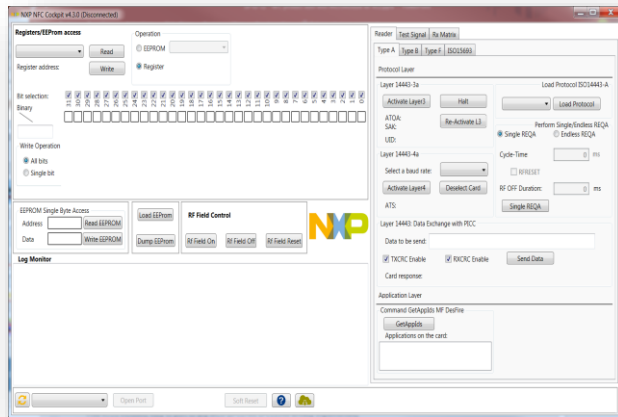 NXP NFC Cockpit v4.3.0 (Disconnected)
Registers/EEProm access
Read
Register address:
Write
Operation
EEPROM
Register
Bit selection:
31 30 29 28 27 26 25 24 23 22 21 20 19 18 17 16 15 14 13 12 11 10 9 8 7 6 5 4 3 2 1 0
Binary
Write Operation
All bits
Single bit
EEPROM Single Byte Access
Address
Read EEPROM
Data
Write EEPROM
Load EEProm
Dump EEProm
RF Field Control
RF Field On
RF Field Off
RF Field Reset
NXP
Log Monitor
Open Port
Soft Reset
?
Reader
Test Signal
Rx Matrix
Type A
Type B
Type F
ISO15693
Protocol Layer
Layer 14443-3a
Activate Layer3
Halt
ATQA:
Re-Activate L3
SAK:
UID:
Load Protocol ISO14443-A
Load Protocol
Perform Single/Endless REQA
Single REQA
Endless REQA
Layer 14443-4a
Select a baud rate:
Activate Layer4
Deselect Card
ATS:
Cycle-Time
0
ms
RFRESET
RF OFF Duration:
0
ms
Single REQA
Layer 14443: Data Exchange with PICC
Data to be send:
TXCRC Enable
RXCRC Enable
Send Data
Card response:
Application Layer
Command GetAppIds MF DesFire
GetAppIds
Applications on the card: